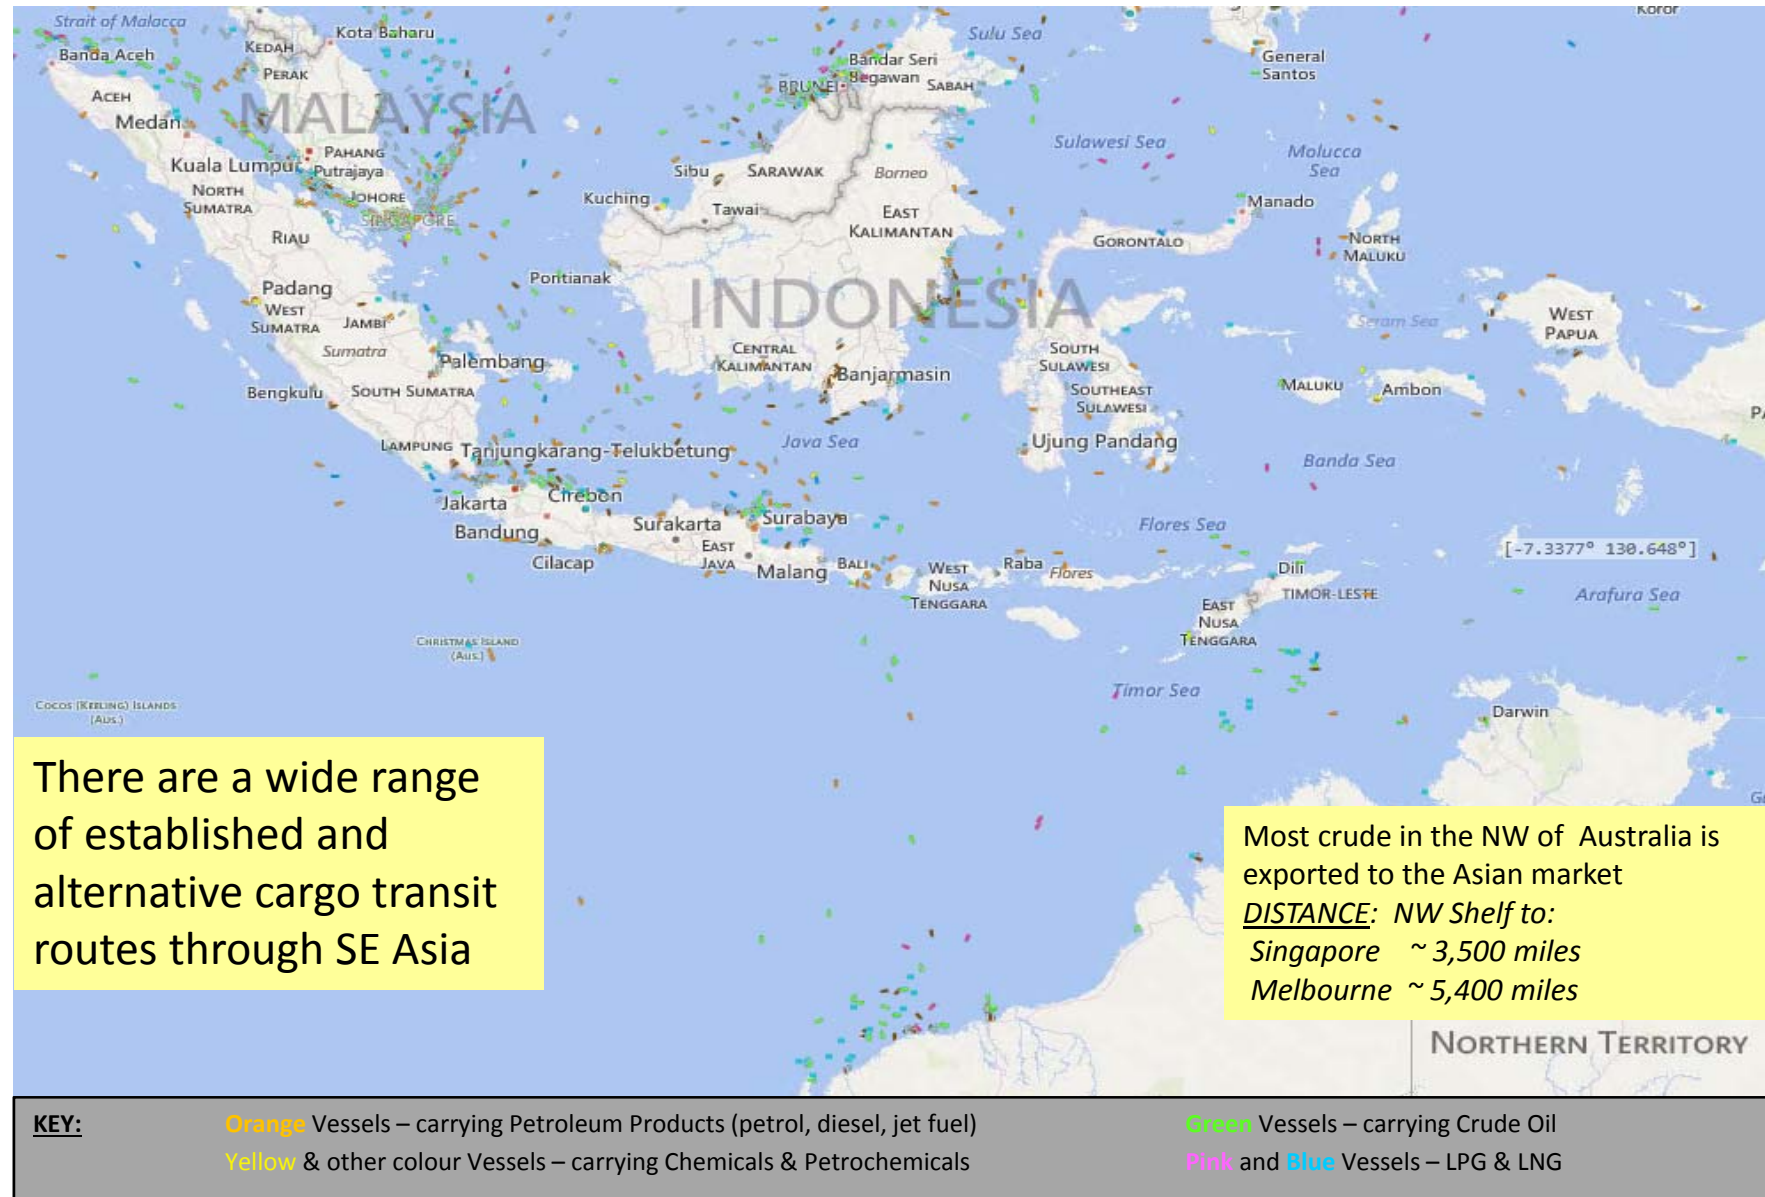 Strait of Malacca
Kota Baharu
Sulu Sea
Koror
Banda Aceh
KEDAH
Bandar Seri
Begawan
General
Santos
PERAK
BRUNEI
SABAH
ACEH
MALAYSIA
Medan
Sulawesi Sea
Molucca
Sea
PAHANG
Kuala Lumpur
Putrajaya
Sibu
SARAWAK
Borneo
NORTH
SUMATRA
JOHORE
Kuching
Tawai
Manado
SINGAPORE
EAST
KALIMANTAN
RIAU
GORONTALO
NORTH
MALUKU
Pontianak
Padang
INDONESIA
WEST
SUMATRA
JAMBI
Seram Sea
WEST
PAPUA
Sumatra
Palembang
CENTRAL
KALIMANTAN
SOUTH
SULAWESI
Banjarmasin
Bengkulu
SOUTH SUMATRA
SOUTHEAST
SULAWESI
MALUKU
Ambon
LAMPUNG
Tanjungkarang-Telukbetung
Java Sea
Ujung Pandang
Banda Sea
Jakarta
Cirebon
Bandung
Surakarta
Surabaya
Flores Sea
[-7.3377° 130.648°]
Cilacap
EAST
JAVA
Malang
BALI
WEST
NUSA
TENGGARA
Raba
Flores
Dili
TIMOR-LESTE
Arafura Sea
EAST
NUSA
TENGGARA
CHRISTMAS ISLAND
(AUS.)
Timor Sea
COCOS (KEELING) ISLANDS
(AUS.)
Darwin
There are a wide range
of established and
alternative cargo transit
routes through SE Asia
Most crude in the NW of Australia is
exported to the Asian market
DISTANCE: NW Shelf to:
Singapore ~ 3,500 miles
Melbourne ~ 5,400 miles
NORTHERN TERRITORY
KEY:
Orange Vessels – carrying Petroleum Products (petrol, diesel, jet fuel)
Green Vessels – carrying Crude Oil
Yellow & other colour Vessels – carrying Chemicals & Petrochemicals
Pink and Blue Vessels – LPG & LNG